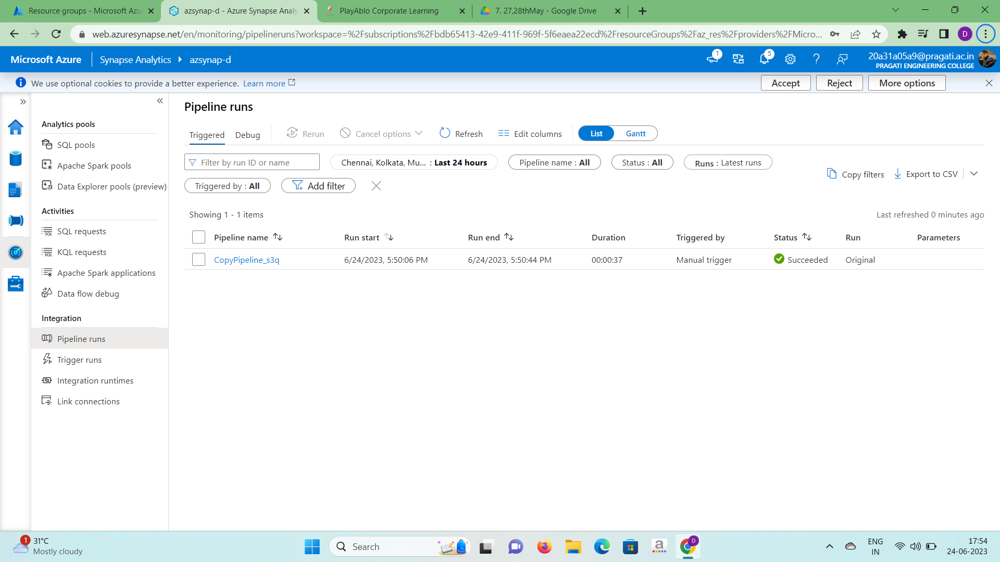 Resource groups - Microsoft Azu
azsynap-d - Azure Synapse Analy
PlayAblo Corporate Learning
7. 27,28thMay - Google Drive
web.azuresynapse.net/en/monitoring/pipelineruns?workspace=%2Fsubscriptions%2Fbdb65413-42e9-411f-969f-5f6eaea22ecd%2FresourceGroups%2Faz_res%2Fproviders%2FMicro...
D
Microsoft Azure
Synapse Analytics
azsynap-d
1
5
20a31a05a9@pragati.ac.in
PRAGATI ENGINEERING COLLEGE
We use optional cookies to provide a better experience. Learn more
Accept
Reject
More options
Analytics pools
SQL pools
Apache Spark pools
Data Explorer pools (preview)
Activities
SQL requests
KQL requests
Apache Spark applications
Data flow debug
Integration
Pipeline runs
Trigger runs
Integration runtimes
Link connections
Pipeline runs
Triggered
Debug
Rerun
Cancel options
Refresh
Edit columns
List
Gantt
Filter by run ID or name
Chennai, Kolkata, Mu... : Last 24 hours
Pipeline name : All
Status : All
Runs : Latest runs
Triggered by : All
Add filter
Copy filters
Export to CSV
Showing 1 - 1 items
Last refreshed 0 minutes ago
Pipeline name Run start Run end Duration Triggered by Status Run Parameters
CopyPipeline_s3q 6/24/2023, 5:50:06 PM 6/24/2023, 5:50:44 PM 00:00:37 Manual trigger Succeeded Original
1
31°C
Mostly cloudy
Search
a
D
ENG
IN
17:54
24-06-2023